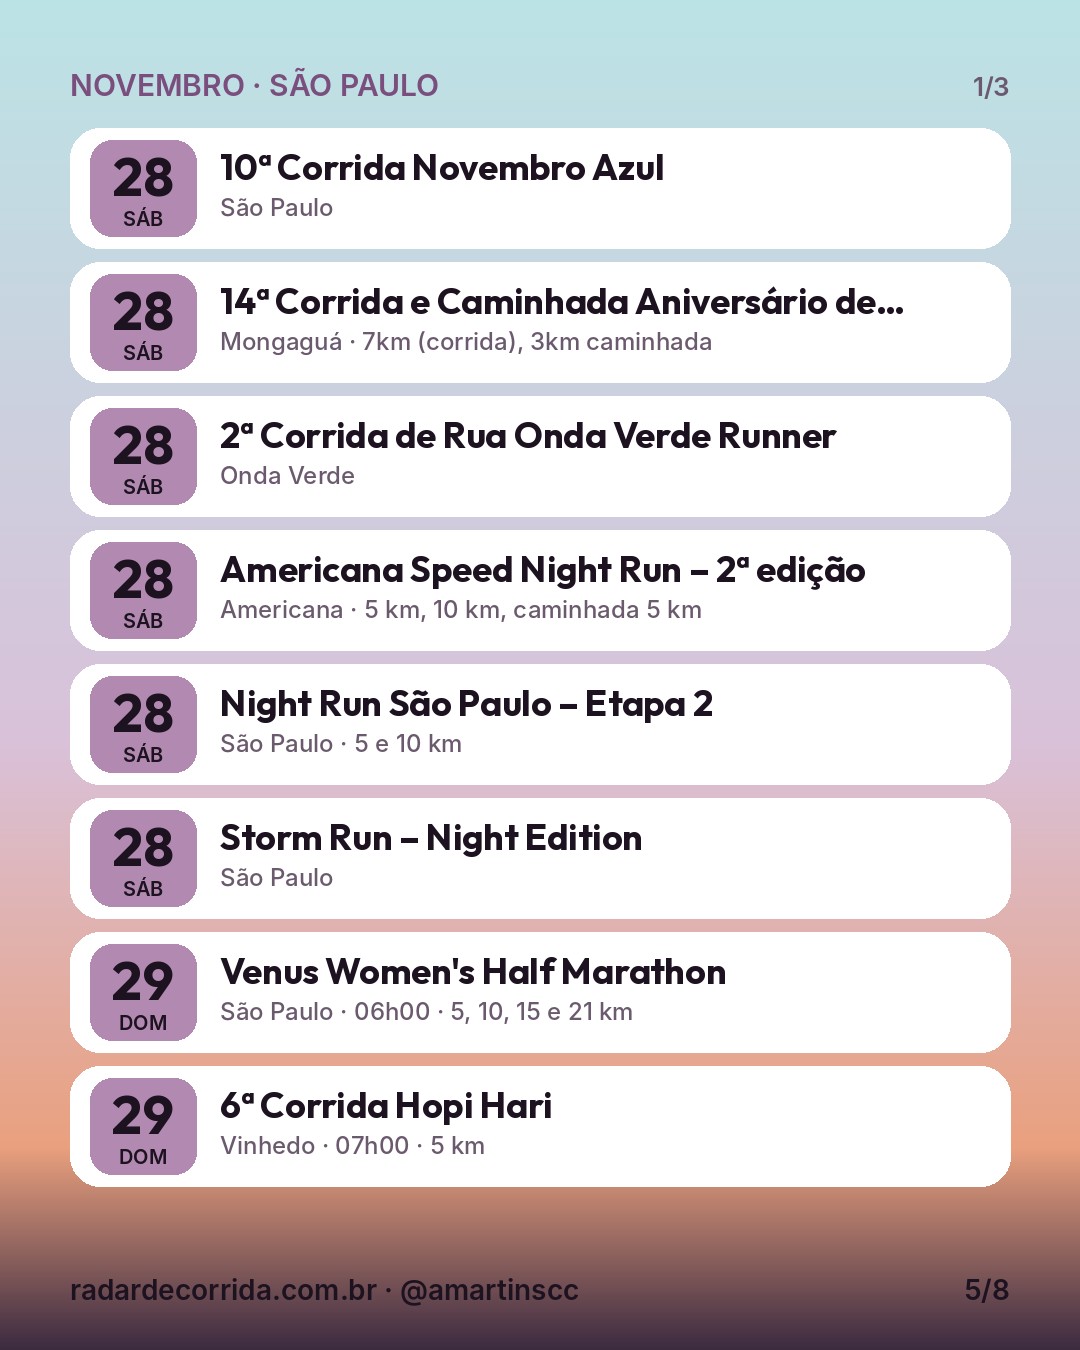 NOVEMBRO · SÃO PAULO
1/3
28
SÁB
10ª Corrida Novembro Azul
São Paulo
28
SÁB
14ª Corrida e Caminhada Aniversário de...
Mongaguá · 7km (corrida), 3km caminhada
28
SÁB
2ª Corrida de Rua Onda Verde Runner
Onda Verde
28
SÁB
Americana Speed Night Run – 2ª edição
Americana · 5 km, 10 km, caminhada 5 km
28
SÁB
Night Run São Paulo – Etapa 2
São Paulo · 5 e 10 km
28
SÁB
Storm Run – Night Edition
São Paulo
29
DOM
Venus Women's Half Marathon
São Paulo · 06h00 · 5, 10, 15 e 21 km
29
DOM
6ª Corrida Hopi Hari
Vinhedo · 07h00 · 5 km
radardecorrida.com.br · @amartinscc
5/8